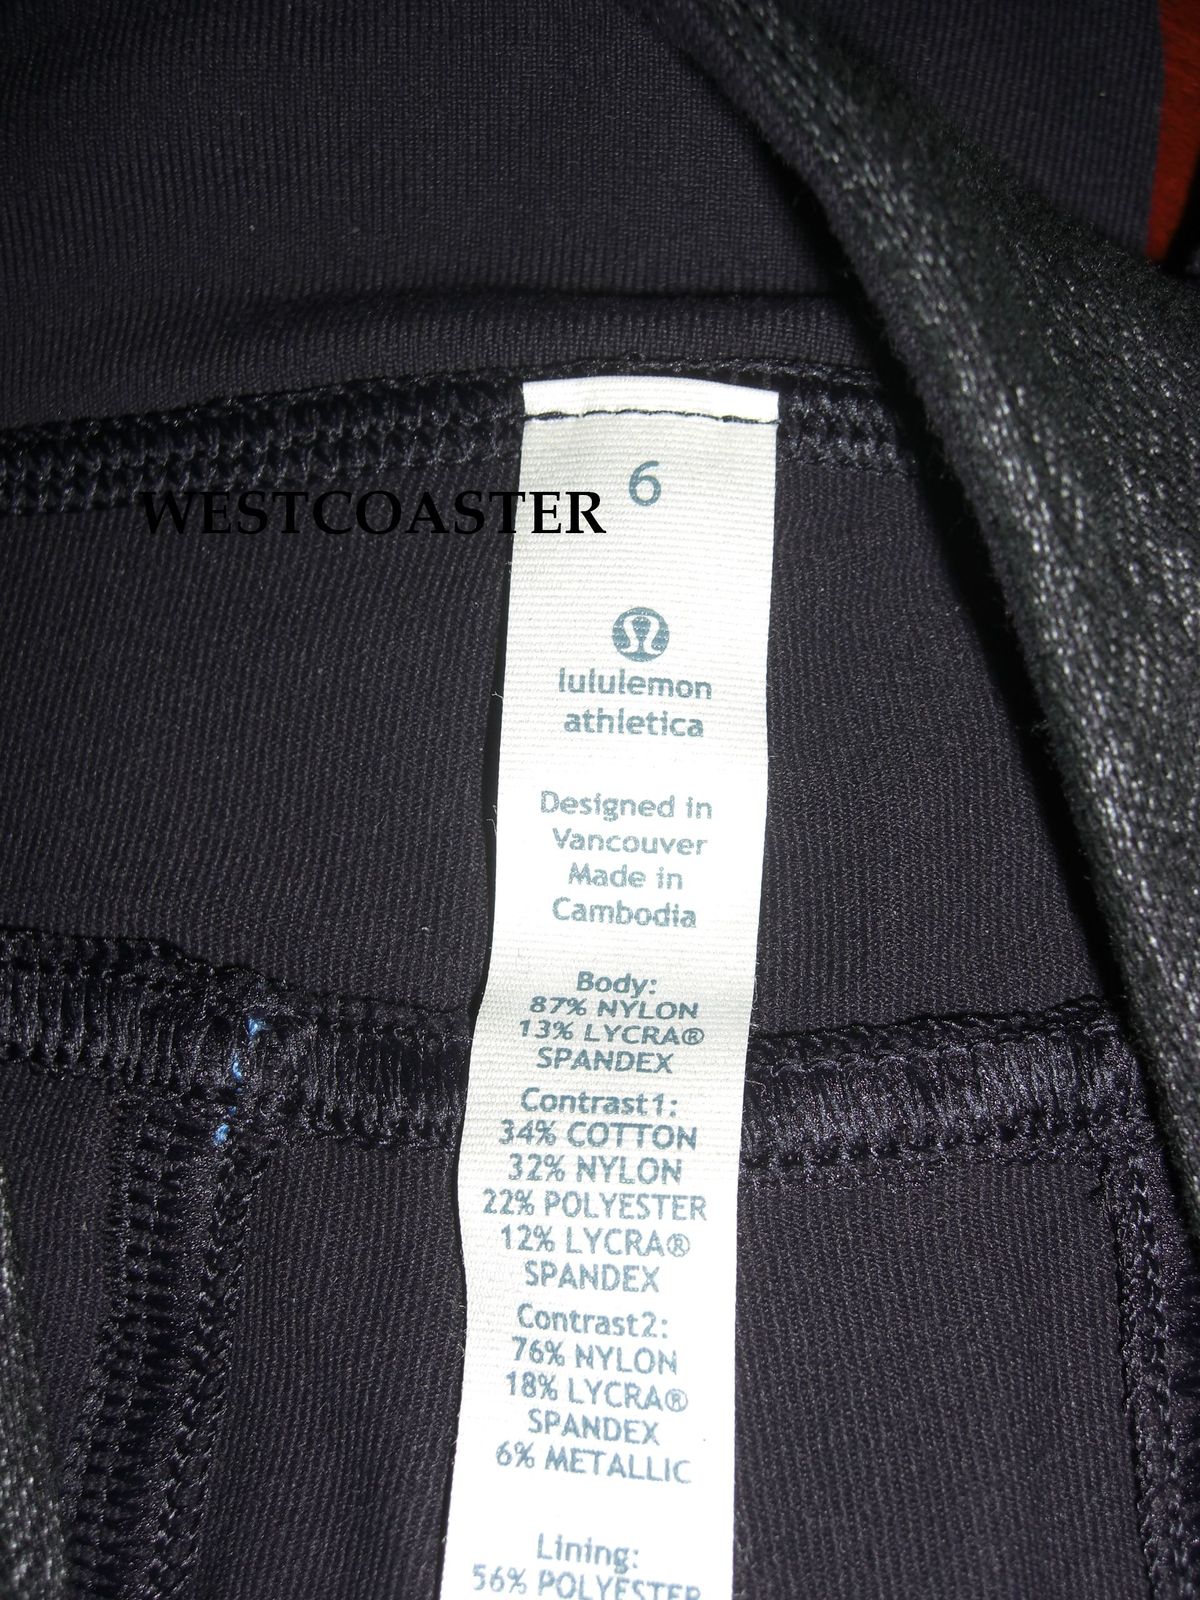 6
WESTCOASTER
lululemon
athletica
Designed in
Vancouver
Made in
Cambodia
Body:
87% NYLON
13% LYCRA®
SPANDEX
Contrast1:
34% COTTON
32% NYLON
22% POLYESTER
12% LYCRA®
SPANDEX
Contrast2:
76% NYLON
18% LYCRA®
SPANDEX
6% METALLIC
Lining:
56% POLYESTER